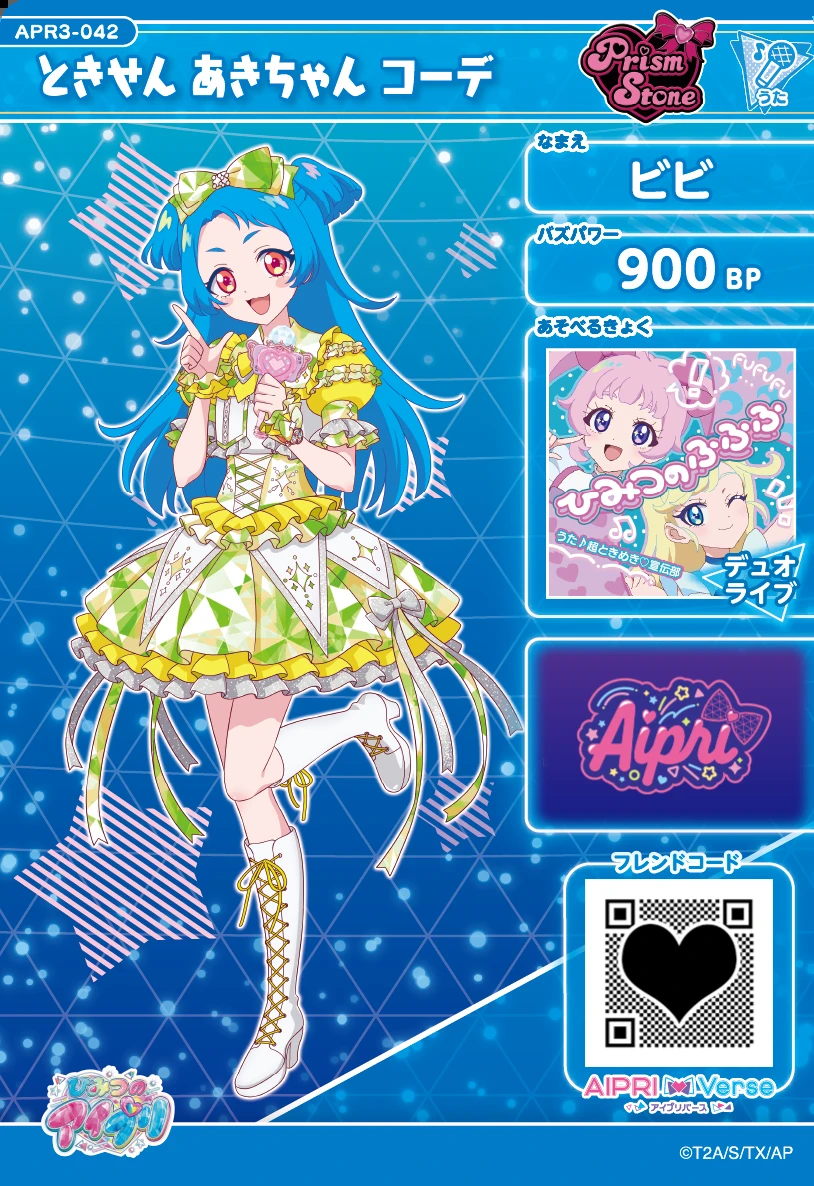 APR3-042
ときせん あきちゃん コーデ
Prism
Stone
うた
なまえ
ビビ
バズパワー
900 BP
あそべるきょく
!
FUFUFU
ひみつのふふふ
うた♪超ときめき♡宣伝部
デュオ
ライブ
Aipri
フレンドコード
AIPRI Verse
アイプリバース
ひみつの
アイプリ
©T2A/S/TX/AP